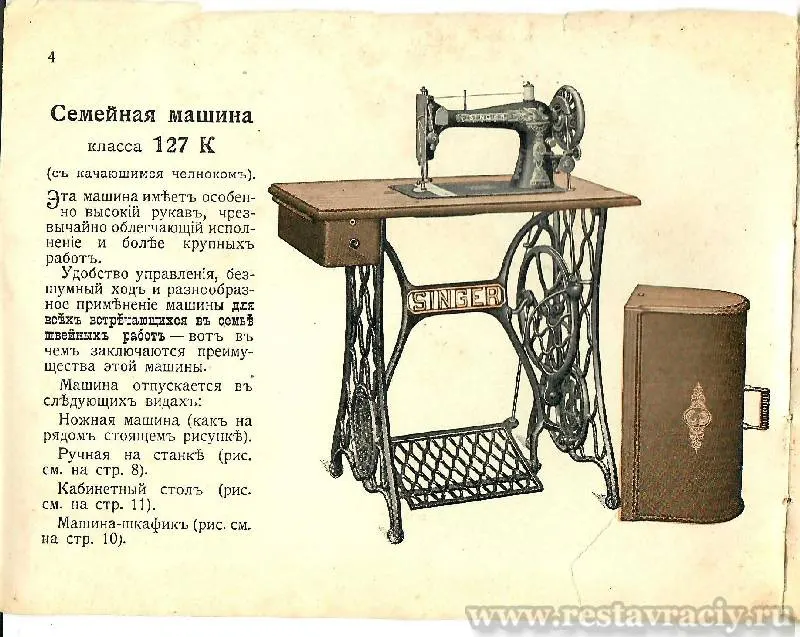 4
Семейная машина
класса 127 К
(съ качающимся челнокомъ).
Эта машина имѣетъ особен-
но высокій рукавъ, чрез-
вычайно облегчающій испол-
неніе и болѣе крупныхъ
работъ.
Удобство управленія, без-
шумный ходъ и разнообраз-
ное примѣненіе машины для
всѣхъ встрѣчающихся въ семьѣ
швейныхъ работъ — вотъ въ
чемъ заключаются преиму-
щества этой машины.
Машина отпускается въ
слѣдующихъ видахъ:
Ножная машина (какъ на
рядомъ стоящемъ рисункѣ).
Ручная на станкѣ (рис.
см. на стр. 8).
Кабинетный столъ (рис.
см. на стр. 11).
Машина-шкафикъ (рис. см.
на стр. 10).
SINGER
SINGER
www.restavraciy.ru